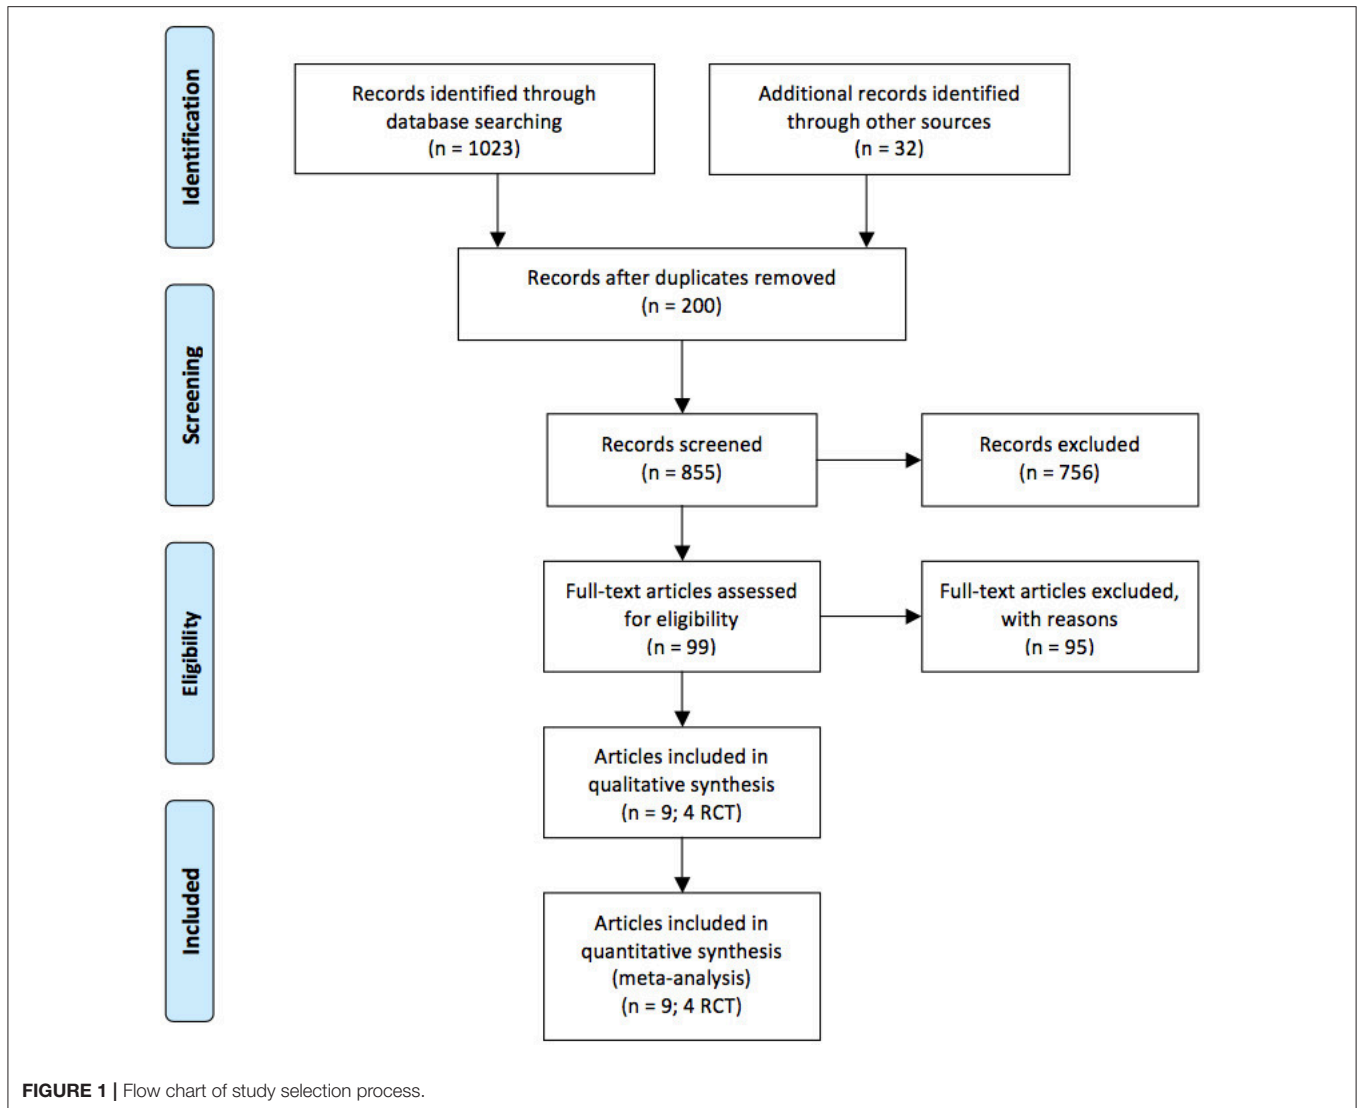 Identification
Records identified through
database searching
(n = 1023)
Additional records identified
through other sources
(n = 32)
Records after duplicates removed
(n = 200)
Screening
Records screened
(n = 855)
Records excluded
(n = 756)
Eligibility
Full-text articles assessed
for eligibility
(n = 99)
Full-text articles excluded,
with reasons
(n = 95)
Articles included in
qualitative synthesis
(n = 9; 4 RCT)
Included
Articles included in
quantitative synthesis
(meta-analysis)
(n = 9; 4 RCT)
FIGURE 1 | Flow chart of study selection process.